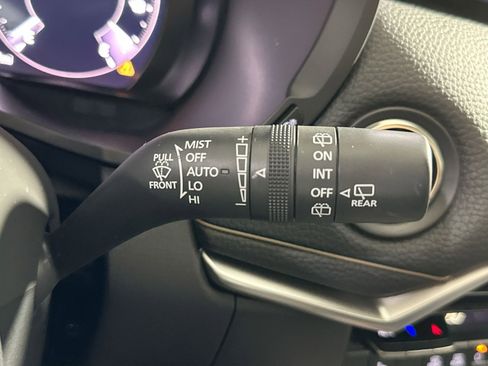 PULL
FRONT
MIST
OFF
AUTO
LO
HI
ON
INT
OFF
REAR